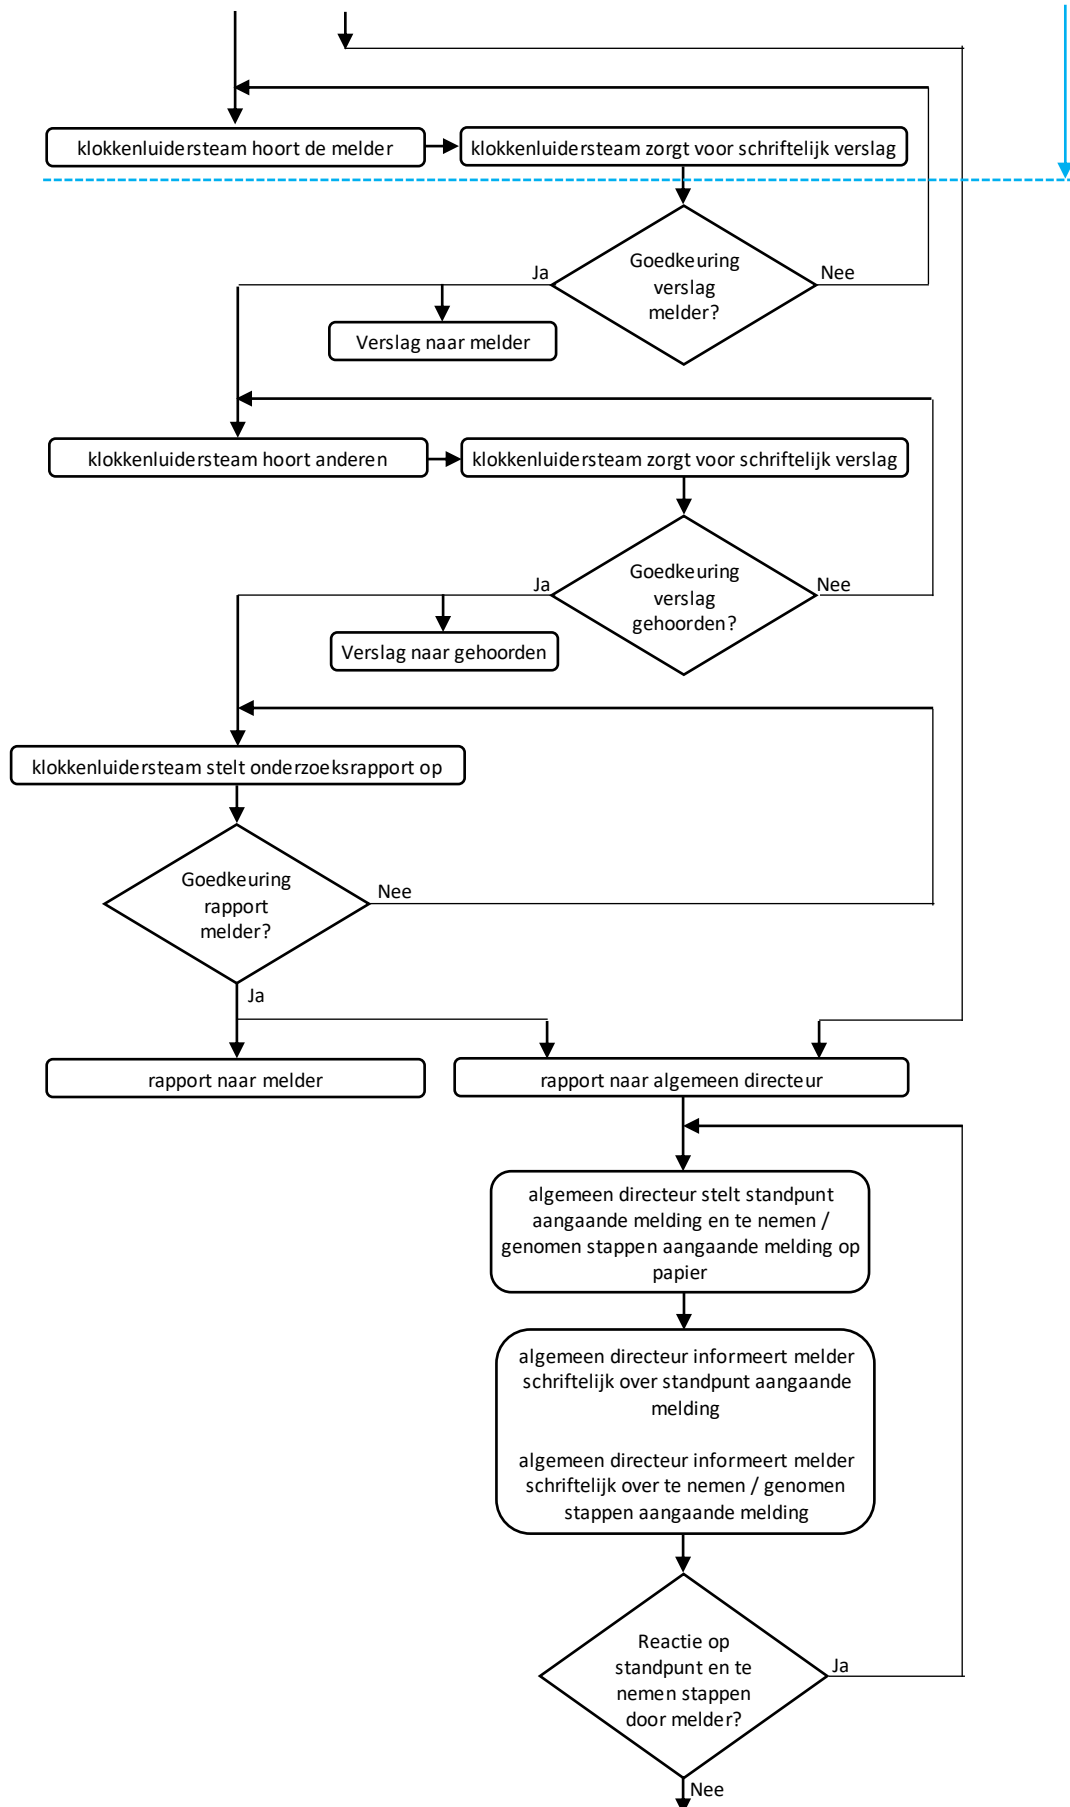 klokkenluidersteam hoort de melder
klokkenluidersteam zorgt voor schriftelijk verslag
Goedkeuring
verslag
melder?
Ja
Nee
Verslag naar melder
klokkenluidersteam hoort anderen
klokkenluidersteam zorgt voor schriftelijk verslag
Goedkeuring
verslag
gehoorden?
Ja
Nee
Verslag naar gehoorden
klokkenluidersteam stelt onderzoeksrapport op
Goedkeuring
rapport
melder?
Nee
Ja
rapport naar melder
rapport naar algemeen directeur
algemeen directeur stelt standpunt
aangaande melding en te nemen /
genomen stappen aangaande melding op
papier
algemeen directeur informeert melder
schriftelijk over standpunt aangaande
melding
algemeen directeur informeert melder
schriftelijk over te nemen / genomen
stappen aangaande melding
Reactie op
standpunt en te
nemen stappen
door melder?
Ja
Nee